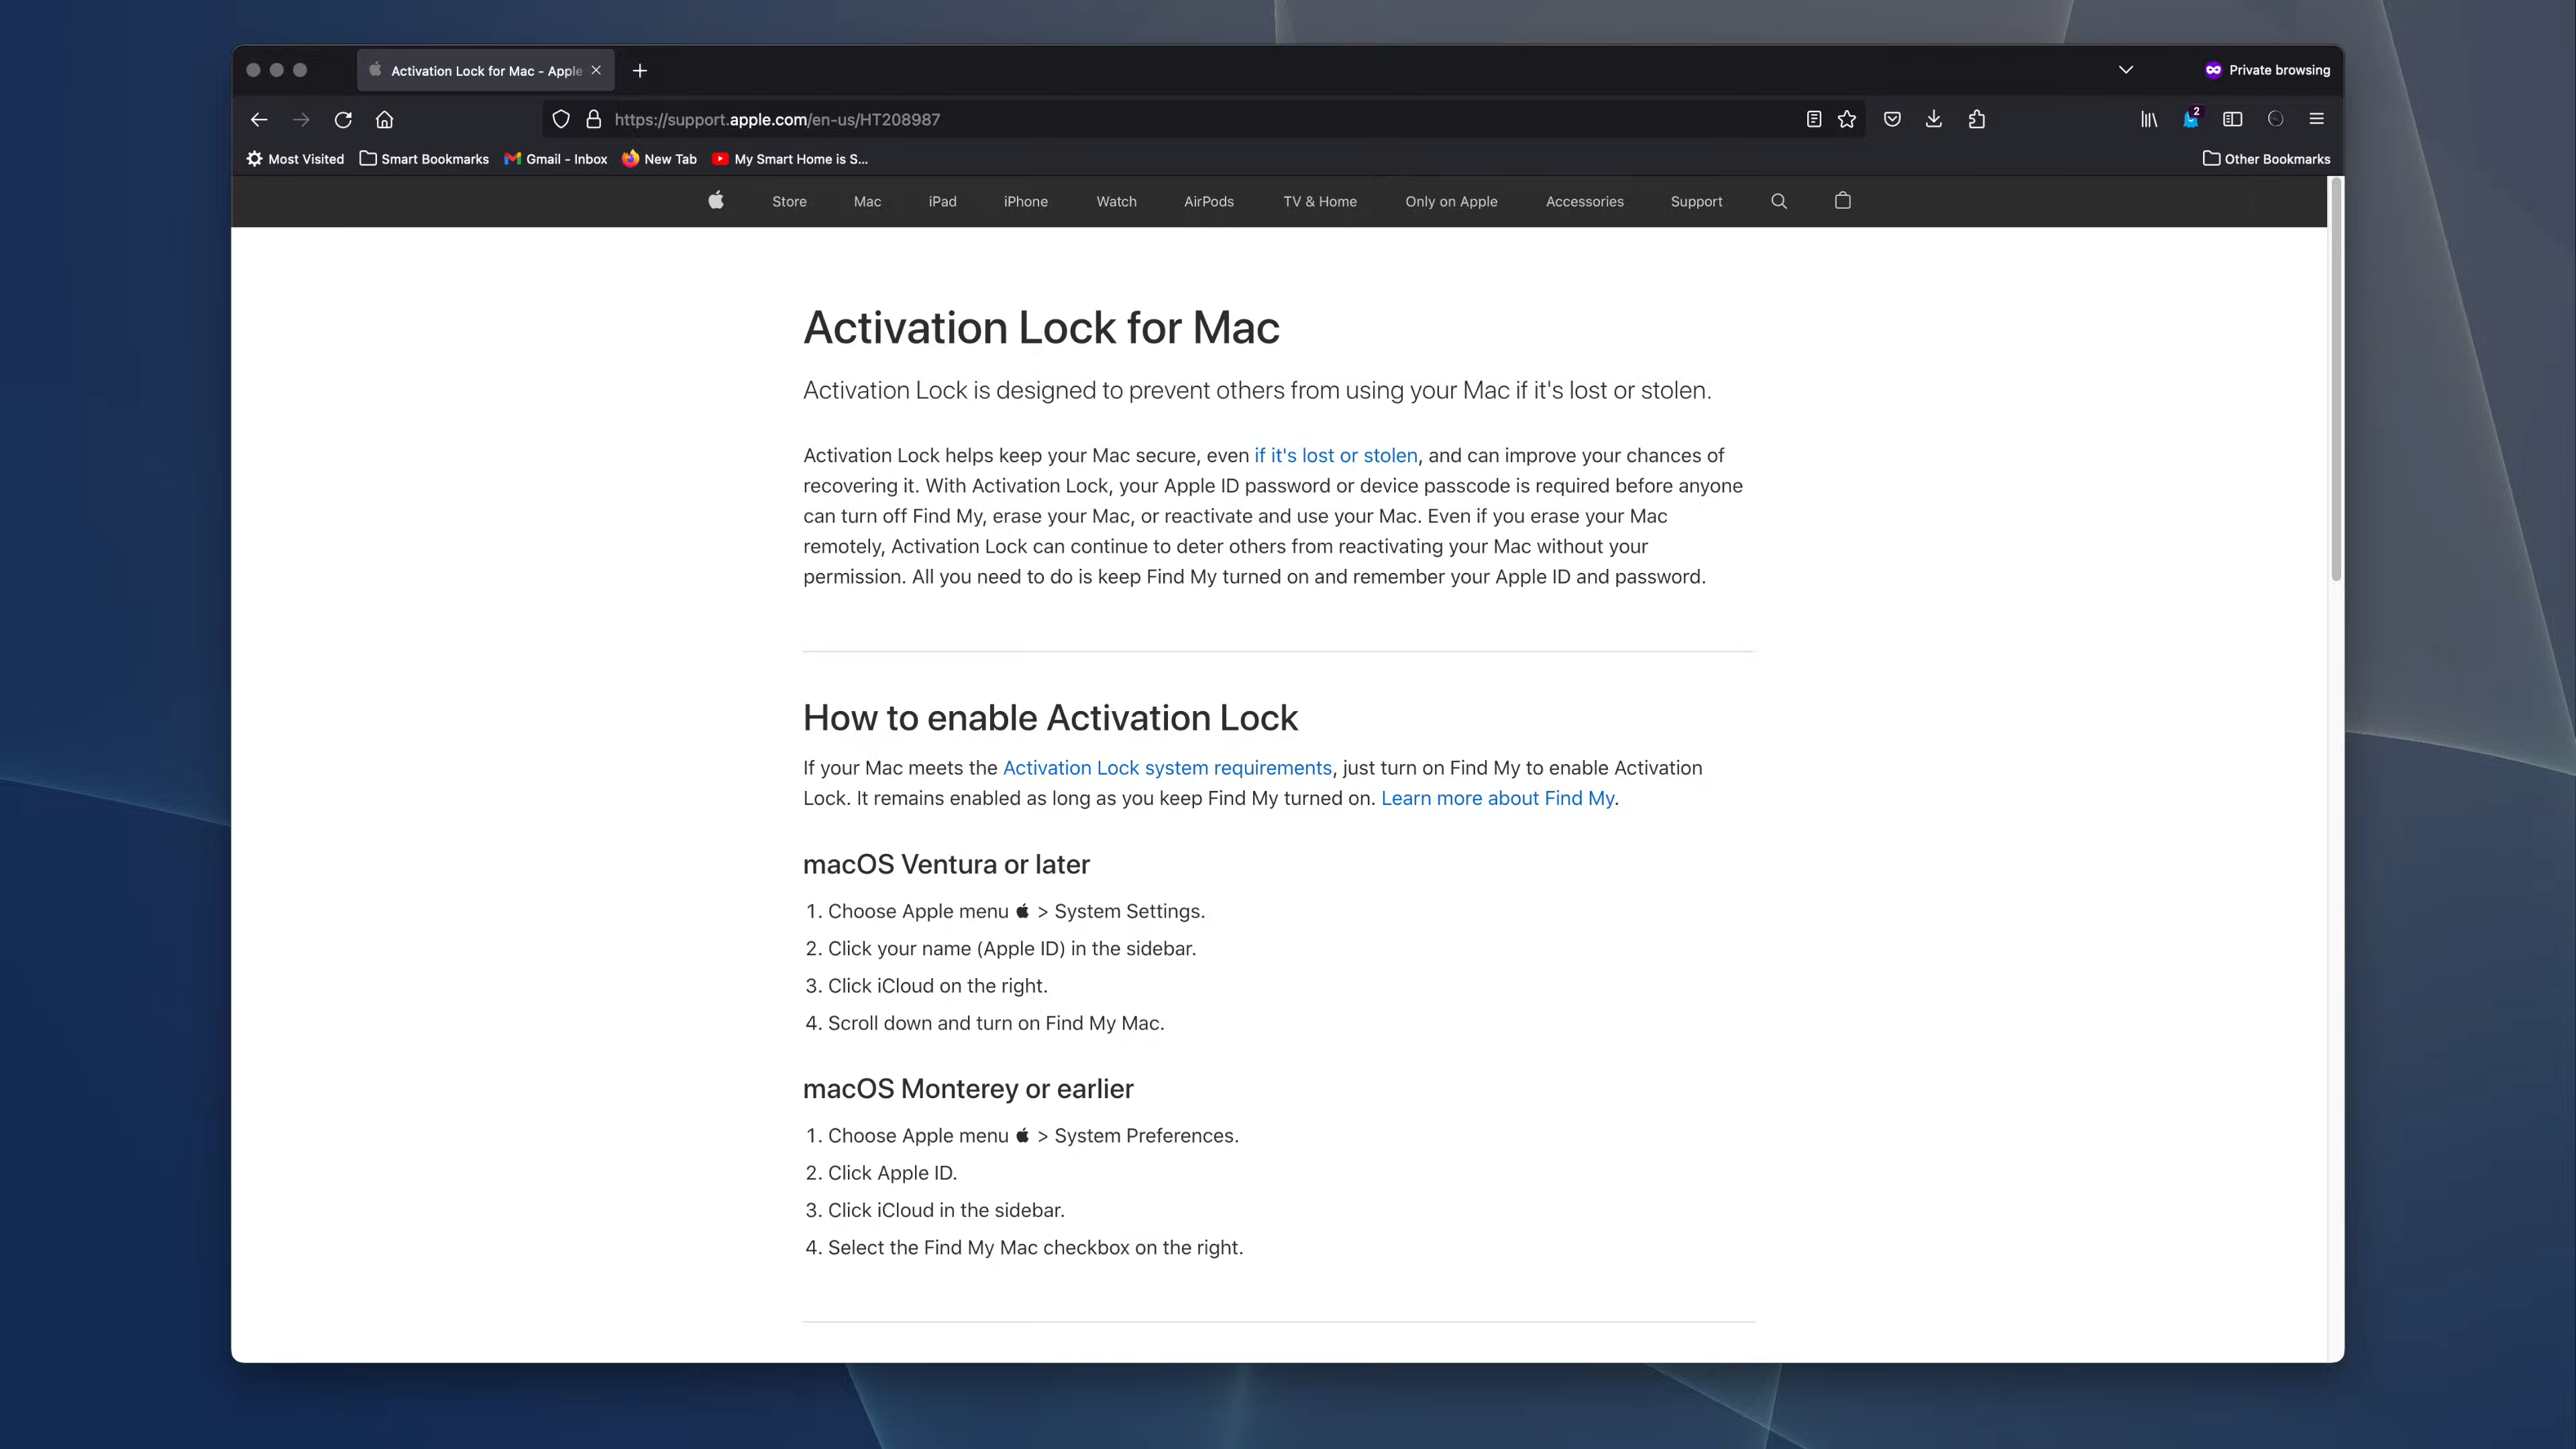 Activation Lock for Mac - Apple
Private browsing
https://support.apple.com/en-us/HT208987
2
Most Visited
Smart Bookmarks
Gmail - Inbox
New Tab
My Smart Home is S...
Other Bookmarks
Store
Mac
iPad
iPhone
Watch
AirPods
TV & Home
Only on Apple
Accessories
Support
Activation Lock for Mac
Activation Lock is designed to prevent others from using your Mac if it's lost or stolen.
Activation Lock helps keep your Mac secure, even if it's lost or stolen, and can improve your chances of
recovering it. With Activation Lock, your Apple ID password or device passcode is required before anyone
can turn off Find My, erase your Mac, or reactivate and use your Mac. Even if you erase your Mac
remotely, Activation Lock can continue to deter others from reactivating your Mac without your
permission. All you need to do is keep Find My turned on and remember your Apple ID and password.
How to enable Activation Lock
If your Mac meets the Activation Lock system requirements, just turn on Find My to enable Activation
Lock. It remains enabled as long as you keep Find My turned on. Learn more about Find My.
macOS Ventura or later
1. Choose Apple menu > System Settings.
2. Click your name (Apple ID) in the sidebar.
3. Click iCloud on the right.
4. Scroll down and turn on Find My Mac.
macOS Monterey or earlier
1. Choose Apple menu > System Preferences.
2. Click Apple ID.
3. Click iCloud in the sidebar.
4. Select the Find My Mac checkbox on the right.